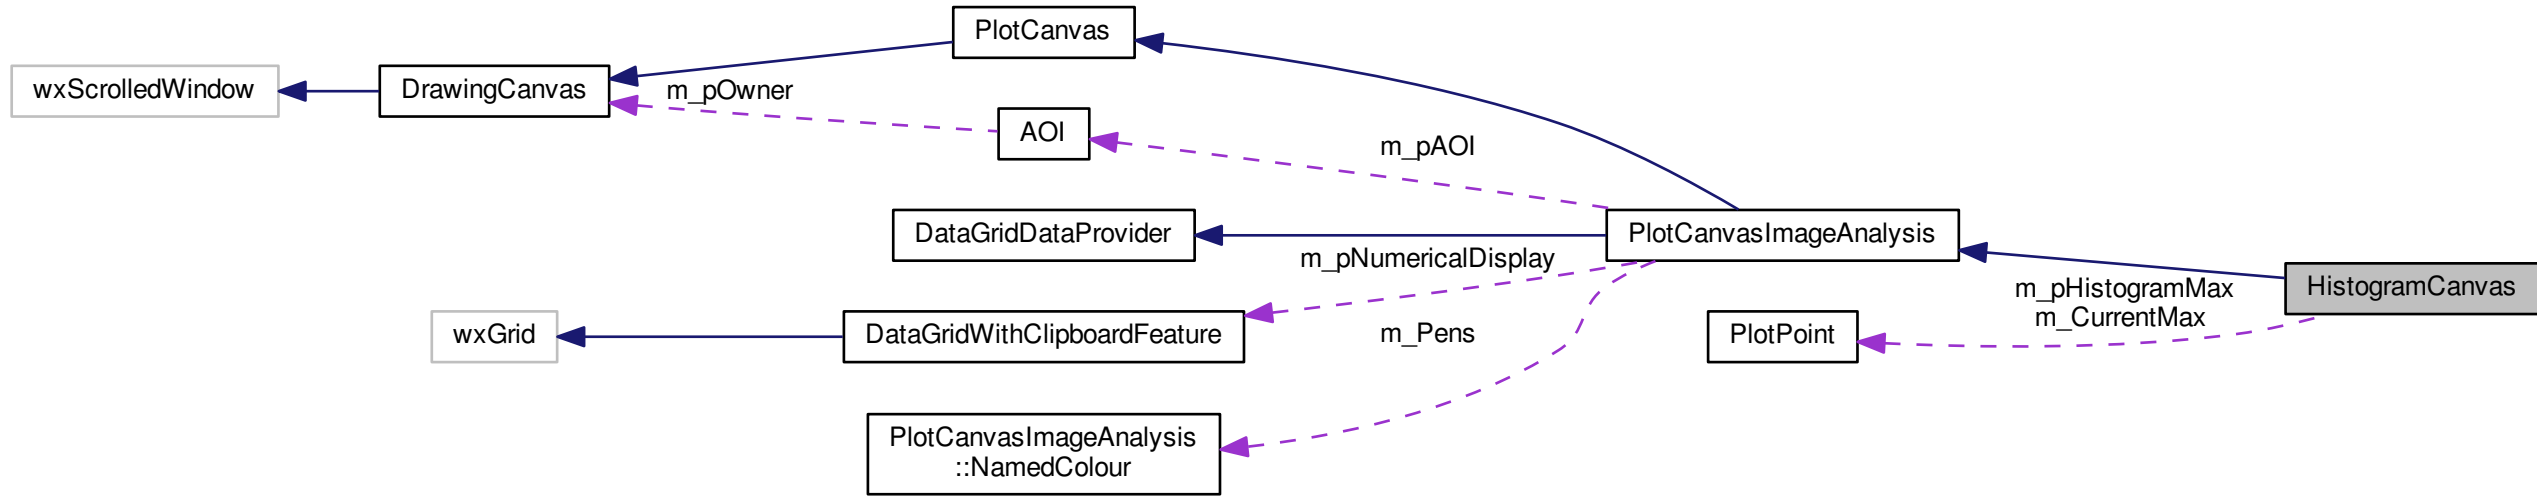 PlotCanvas
wxScrolledWindow
DrawingCanvas
m_pOwner
AOI
m_pAOI
DataGridDataProvider
PlotCanvasImageAnalysis
m_pNumericalDisplay
m_pHistogramMax
m_CurrentMax
HistogramCanvas
wxGrid
DataGridWithClipboardFeature
m_Pens
PlotPoint
PlotCanvasImageAnalysis
::NamedColour